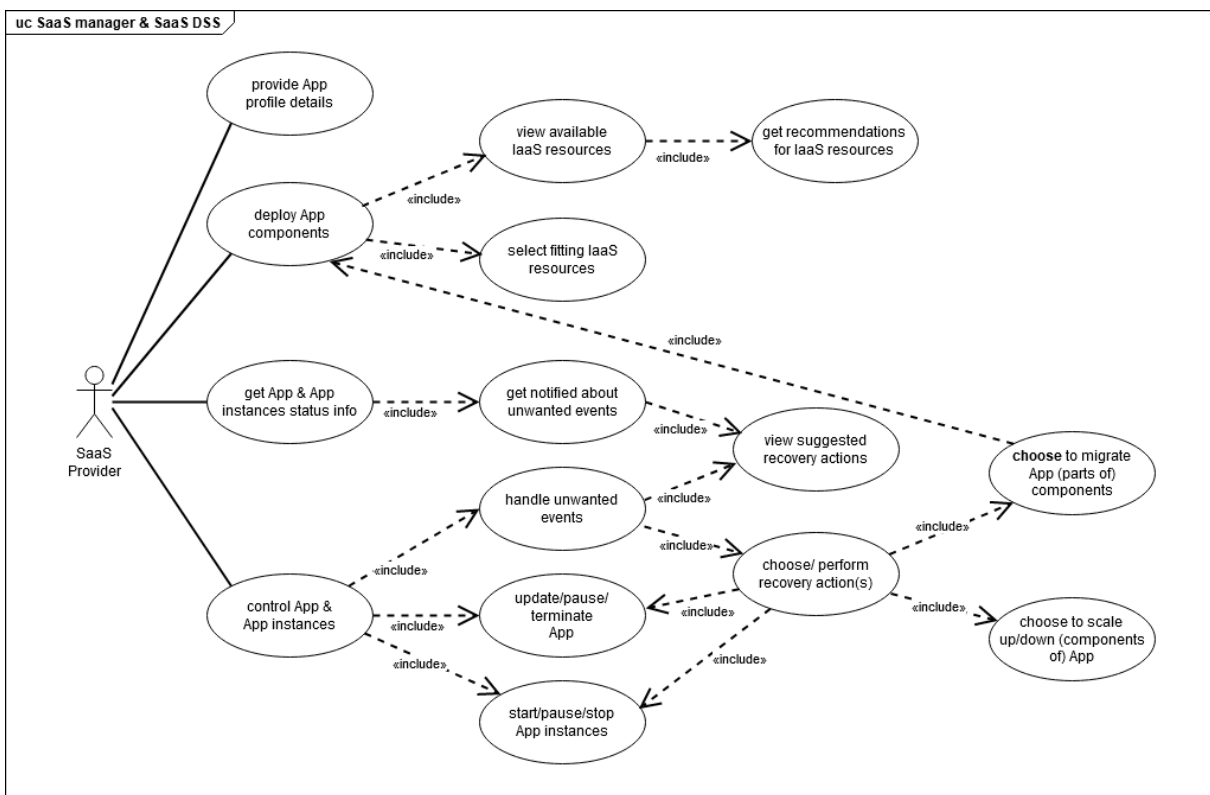 uc SaaS manager & SaaS DSS
provide App
profile details
view available
IaaS resources
«include»
get recommendations
for IaaS resources
«include»
deploy App
components
«include»
select fitting IaaS
resources
«include»
SaaS
Provider
get App & App
instances status info
«include»
get notified about
unwanted events
«include»
view suggested
recovery actions
choose to migrate
App (parts of)
components
handle unwanted
events
«include»
«include»
«include»
«include»
choose/ perform
recovery action(s)
control App &
App instances
«include»
update/pause/
terminate
App
«include»
«include»
choose to scale
up/down (components
of) App
«include»
«include»
start/pause/stop
App instances